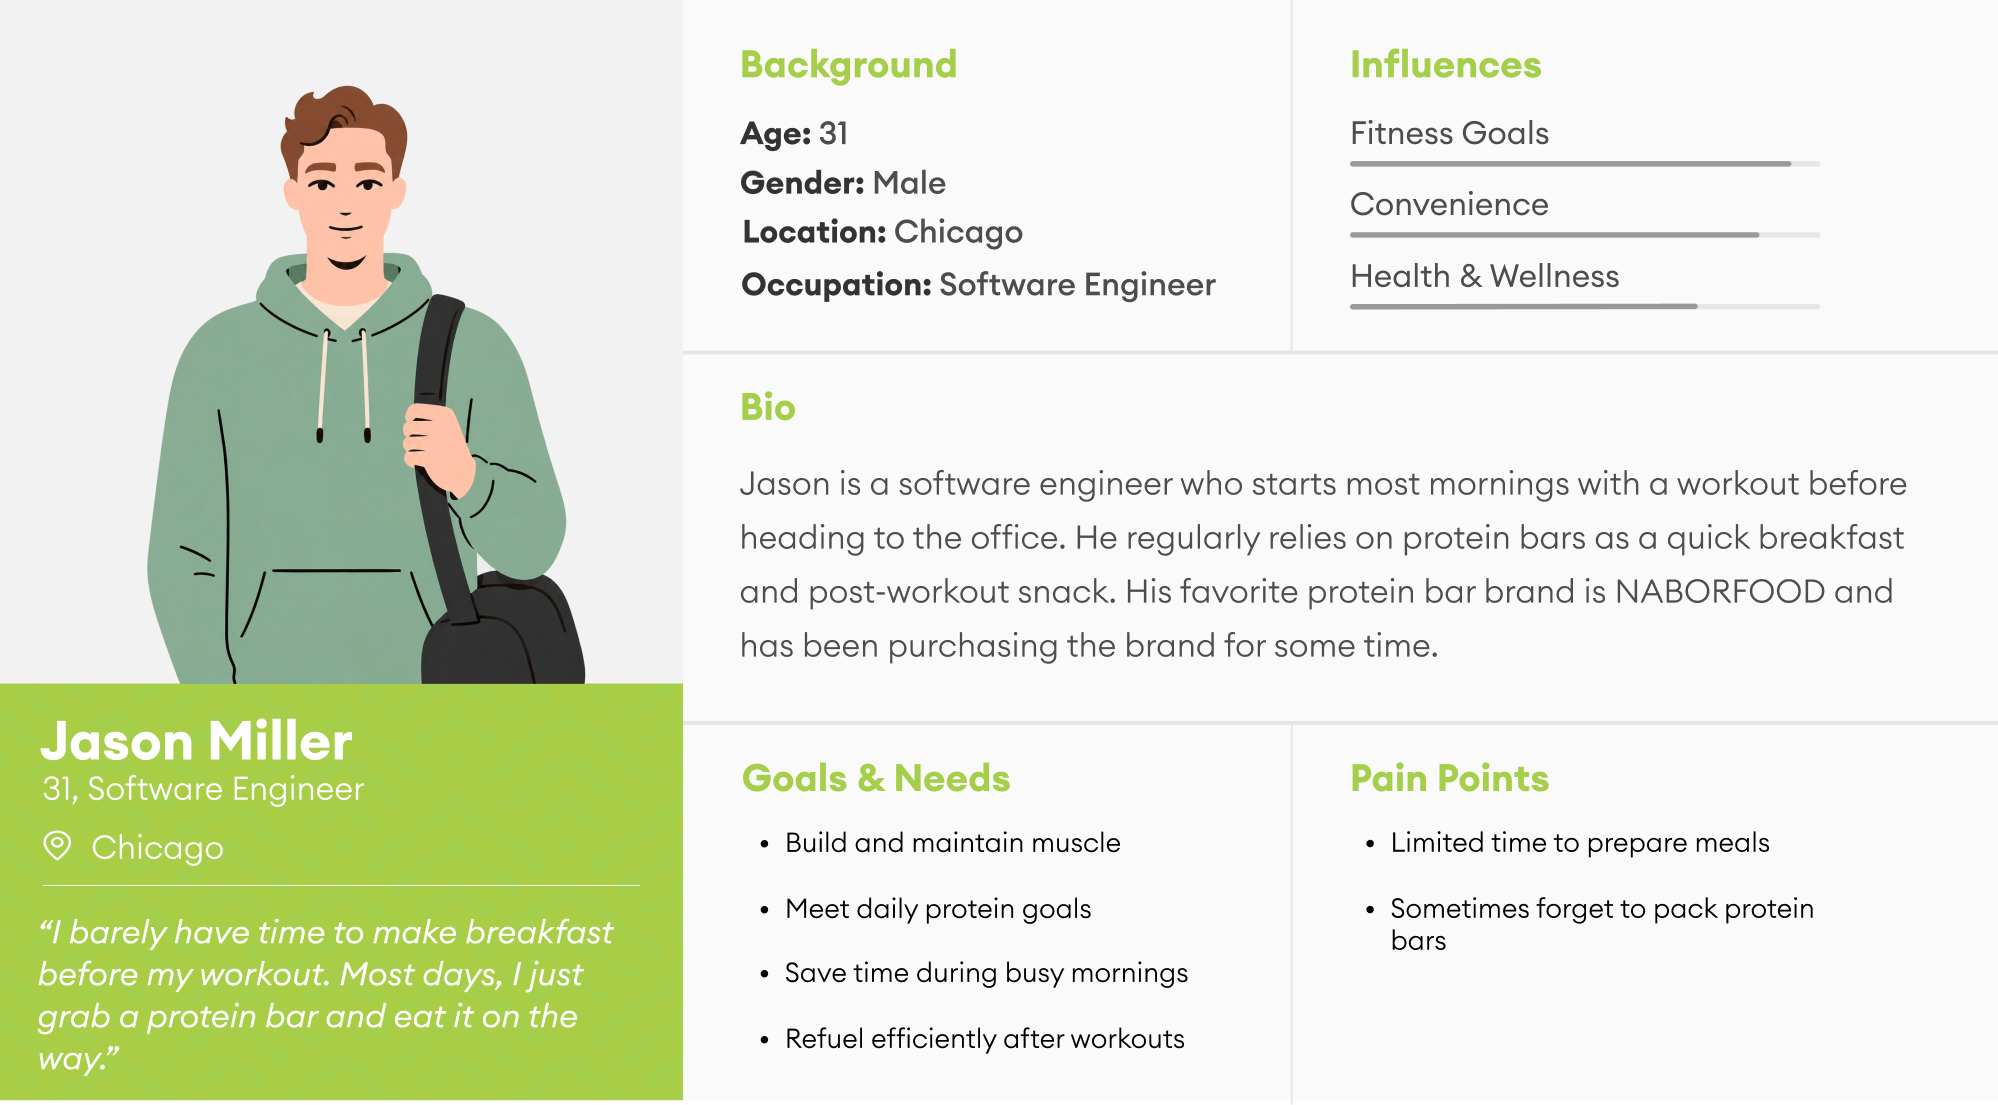 Background
Age: 31
Gender: Male
Location: Chicago
Occupation: Software Engineer
Influences
Fitness Goals
Convenience
Health & Wellness
Bio
Jason is a software engineer who starts most mornings with a workout before
heading to the office. He regularly relies on protein bars as a quick breakfast
and post-workout snack. His favorite protein bar brand is NABORFOOD and
has been purchasing the brand for some time.
Jason Miller
31, Software Engineer
Chicago
“I barely have time to make breakfast
before my workout. Most days, I just
grab a protein bar and eat it on the
way.”
Goals & Needs
• Build and maintain muscle
• Meet daily protein goals
• Save time during busy mornings
• Refuel efficiently after workouts
Pain Points
• Limited time to prepare meals
• Sometimes forget to pack protein
bars